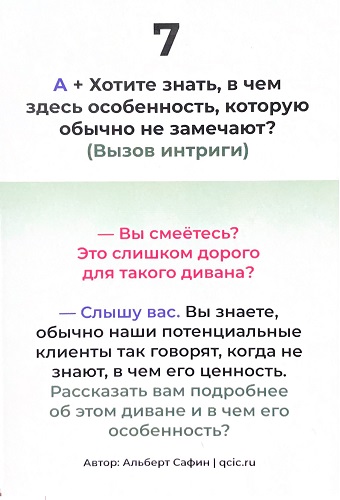 7
А + Хотите знать, в чем
здесь особенность, которую
обычно не замечают?
(Вызов интриги)
— Вы смеётесь?
Это слишком дорого
для такого дивана?
— Слышу вас. Вы знаете,
обычно наши потенциальные
клиенты так говорят, когда не
знают, в чем его ценность.
Рассказать вам подробнее
об этом диване и в чем его
особенность?
Автор: Альберт Сафин | qcic.ru